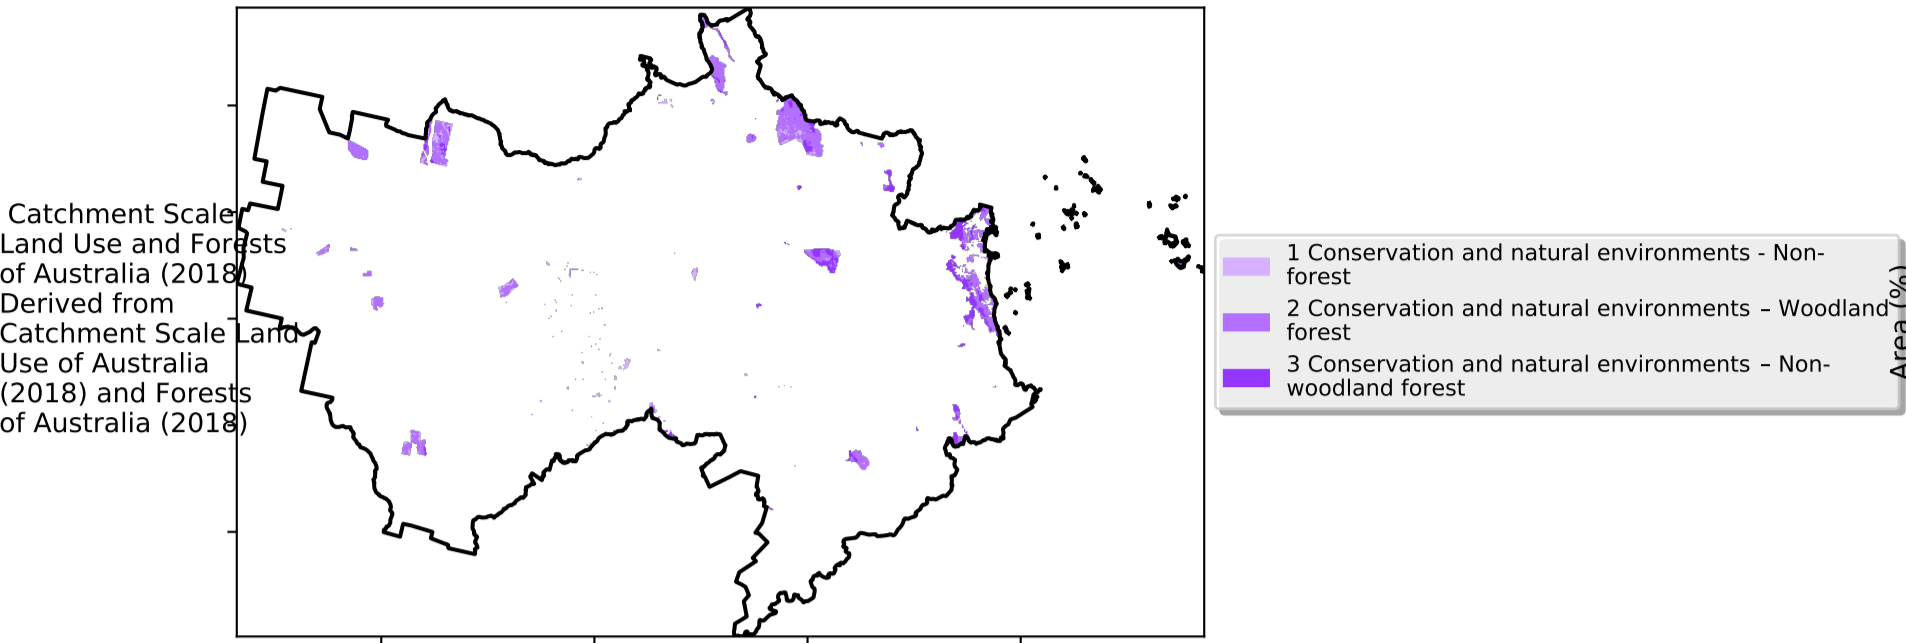 Catchment Scale
Land Use and Forests
of Australia (2018)
Derived from
Catchment Scale Land
Use of Australia
(2018) and Forests
of Australia (2018)
1 Conservation and natural environments - Non-
forest
2 Conservation and natural environments – Woodland
forest
3 Conservation and natural environments – Non-
woodland forest
Area (%)